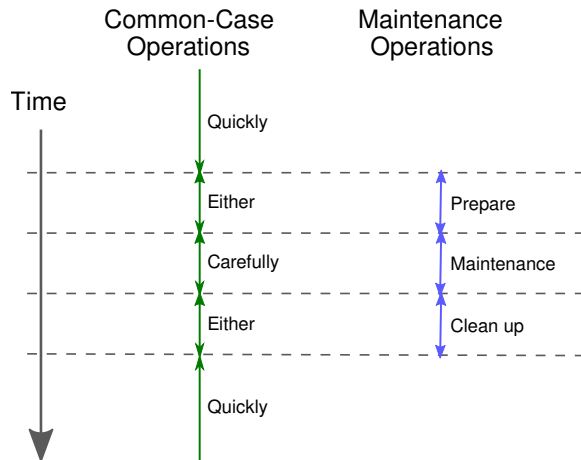 Common-Case
Operations
Maintenance
Operations
Time
Quickly
Either
Prepare
Carefully
Maintenance
Either
Clean up
Quickly